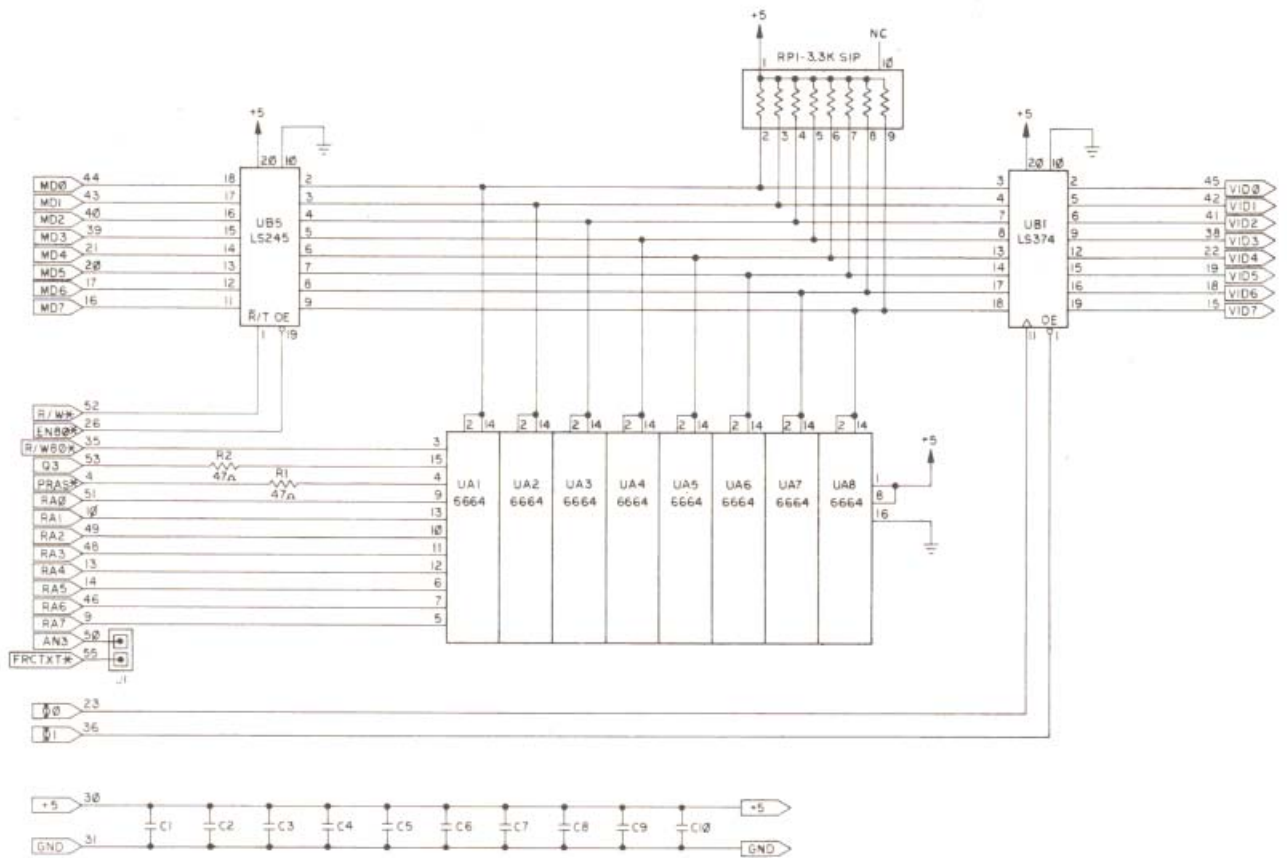 +5
NC
1 RP1-3.3K SIP 10
2 3 4 5 6 7 8 9
+5
20 10
+5
20 10
MD0 44 18 2 3 2 45 VID0
MD1 43 17 3 4 5 42 VID1
MD2 40 16 4 7 6 41 VID2
MD3 39 15 5 8 9 38 VID3
MD4 21 14 6 13 12 22 VID4
MD5 20 13 7 14 15 19 VID5
MD6 17 12 8 17 16 18 VID6
MD7 16 11 9 18 19 15 VID7
UB5
LS245
R/T OE
1 19
UB1
LS374
OE
11 1
R/W* 52
EN80* 26
R/W80* 35 3
Q3 53 R2 47Ω 15
PRAS* 4 R1 47Ω 4
RA0 51 9
RA1 10 13
RA2 49 10
RA3 48 11
RA4 13 12
RA5 14 6
RA6 46 7
RA7 9 5
AN3 50
FRCTXT* 55
J1
2 14 2 14 2 14 2 14 2 14 2 14 2 14 2 14
UA1 UA2 UA3 UA4 UA5 UA6 UA7 UA8
6664 6664 6664 6664 6664 6664 6664 6664
+5
1
8
16
Φ0 23
Φ1 36
+5 30 +5
C1 C2 C3 C4 C5 C6 C7 C8 C9 C10
GND 31 GND